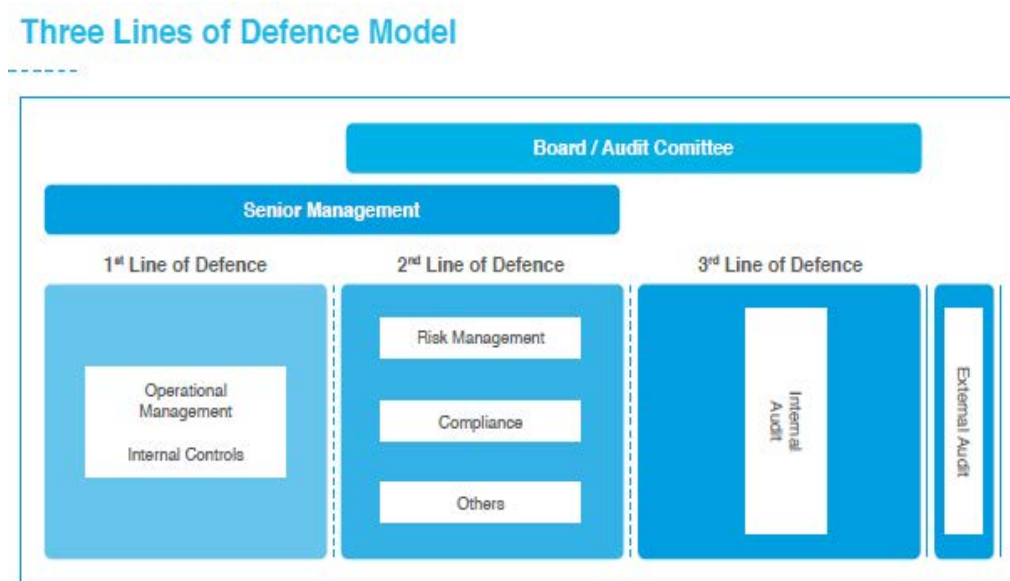 Three Lines of Defence Model
Board / Audit Comittee
Senior Management
1st Line of Defence
2nd Line of Defence
3rd Line of Defence
Operational
Management
Internal Controls
Risk Management
Compliance
Others
Internal
Audit
External Audit